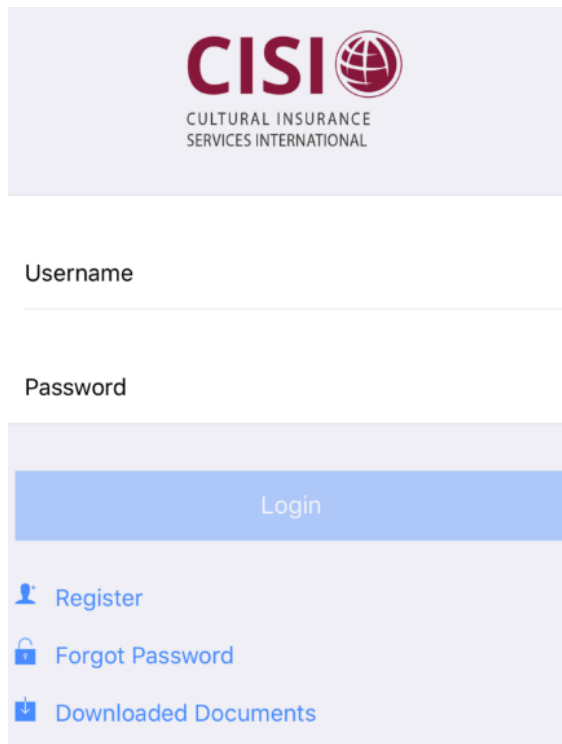 CISI
CULTURAL INSURANCE
SERVICES INTERNATIONAL
Username
Password
Login
Register
Forgot Password
Downloaded Documents